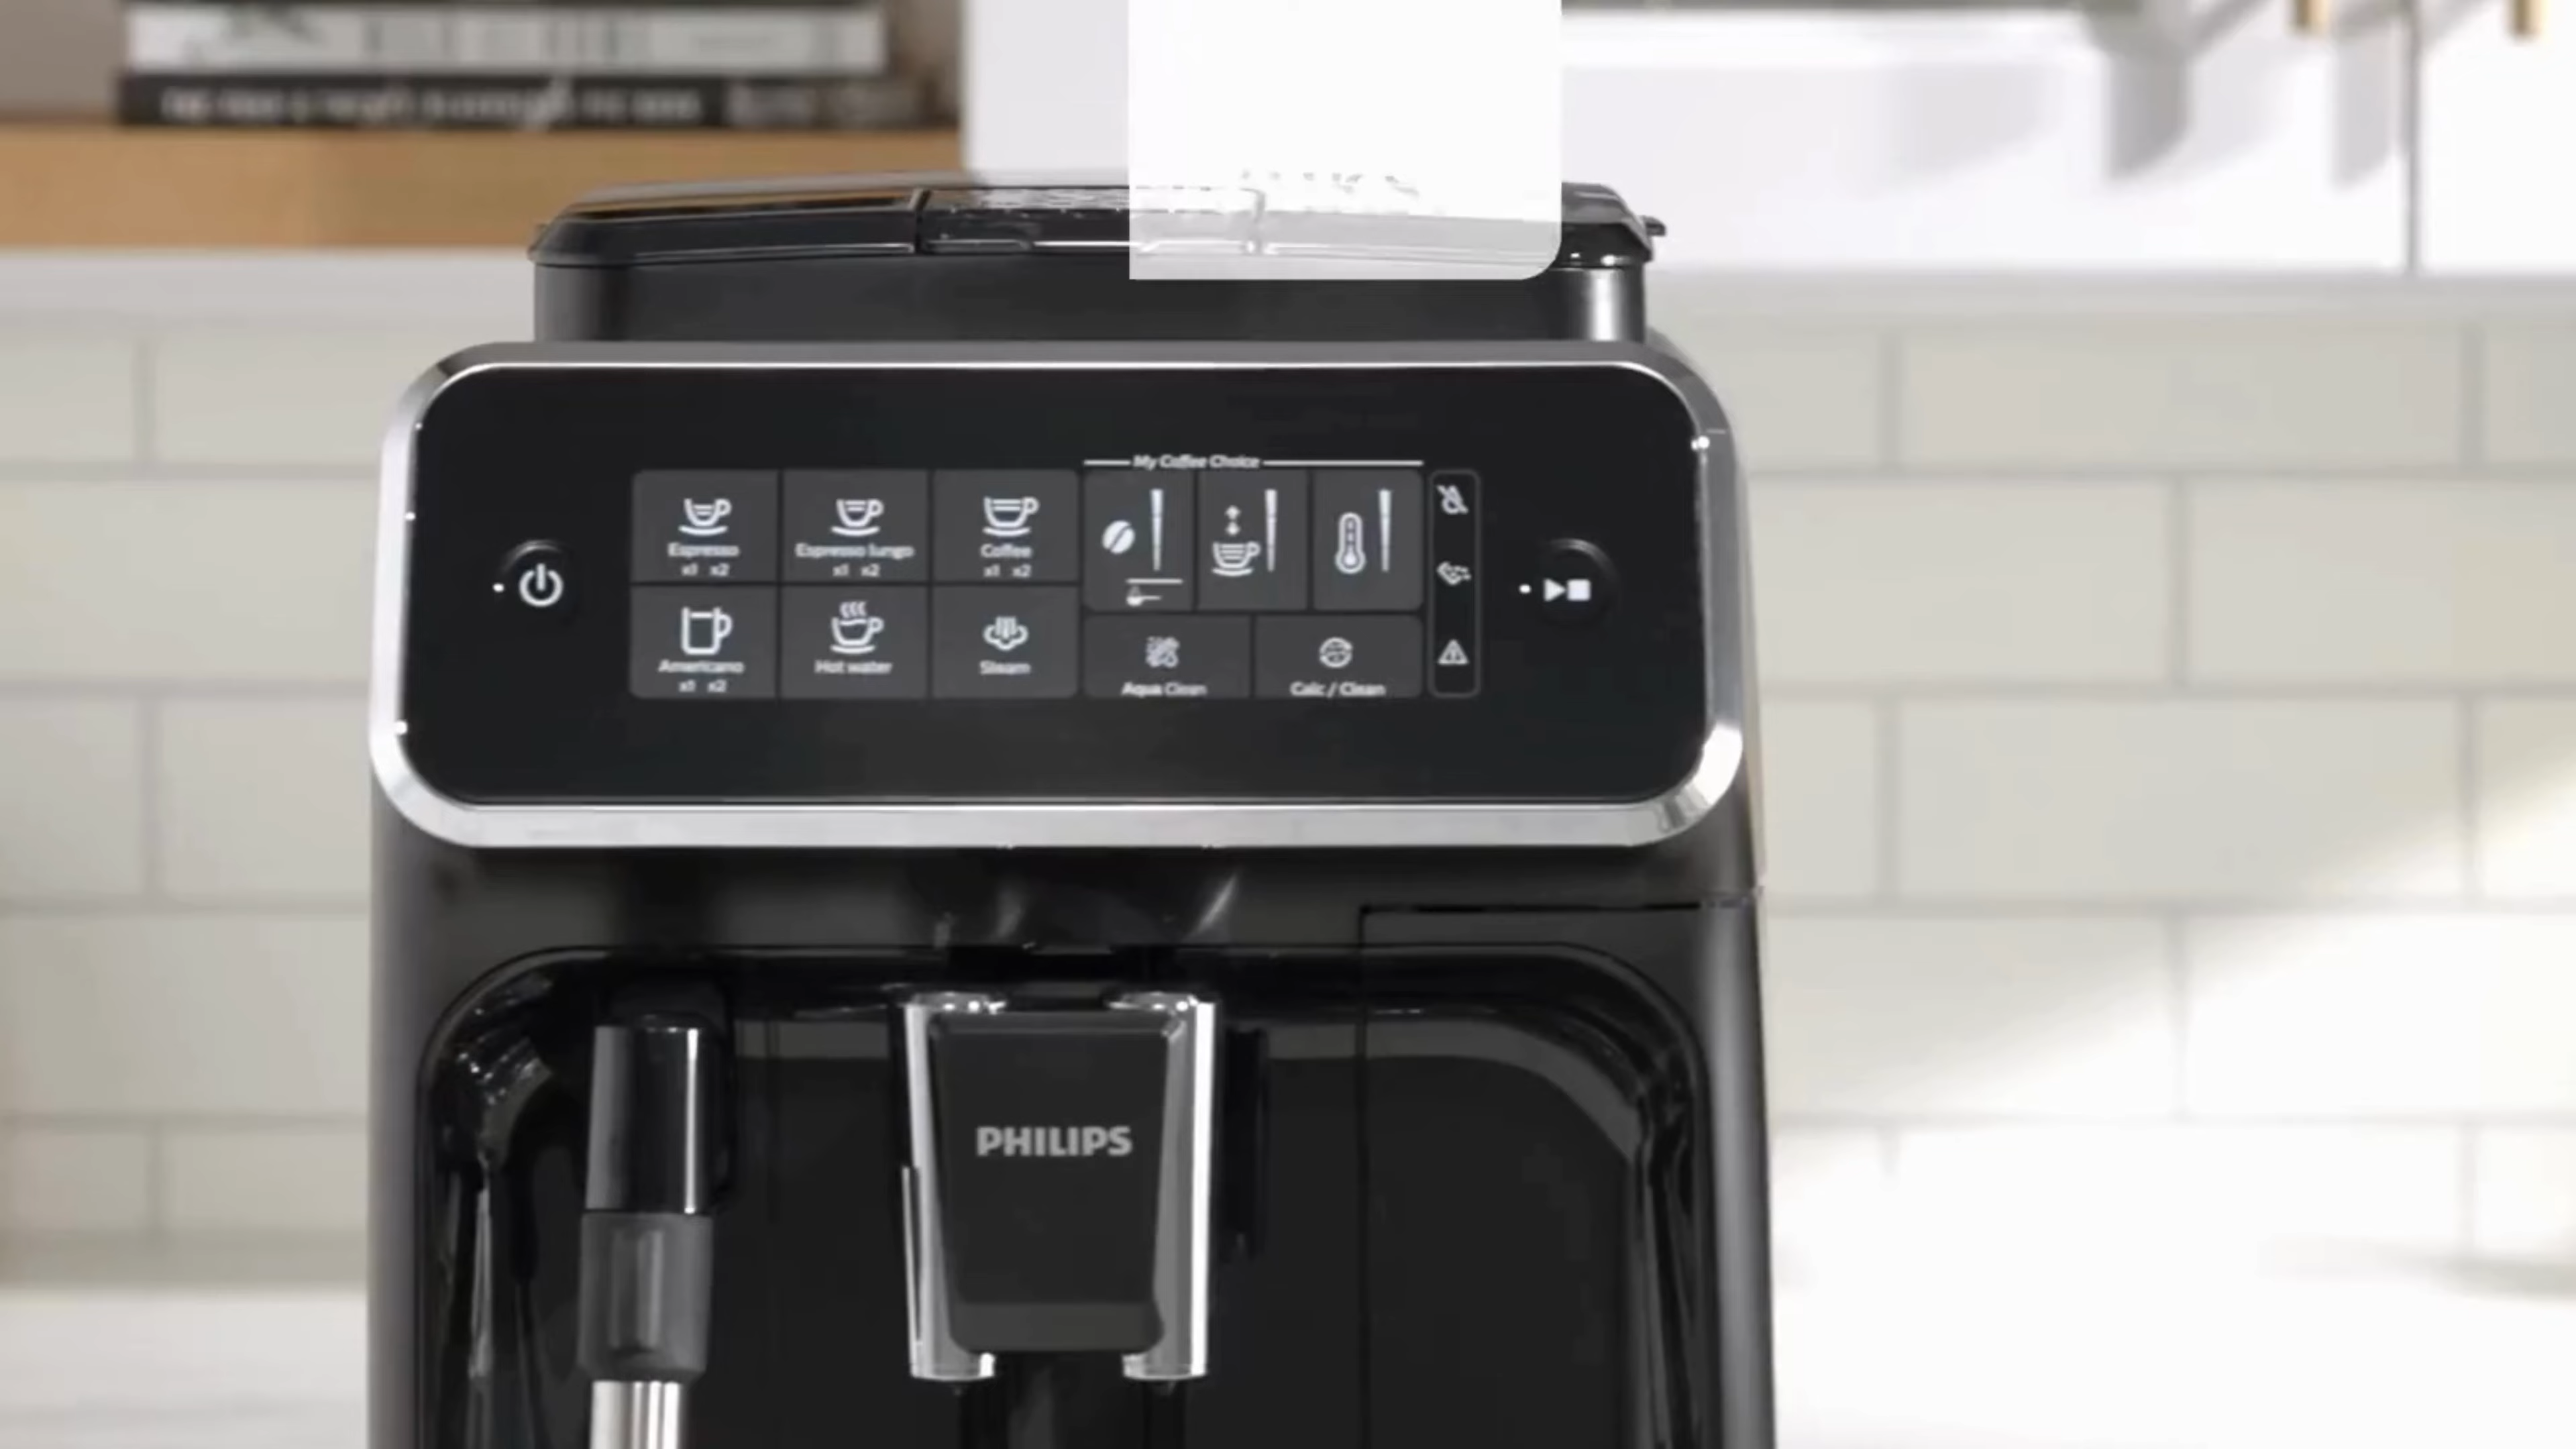 My Coffee Choice
Espresso
x1 x2
Espresso lungo
x1 x2
Coffee
x1 x2
Americano
x1 x2
Hot water
Steam
Aqua Clean
Calc / Clean
PHILIPS